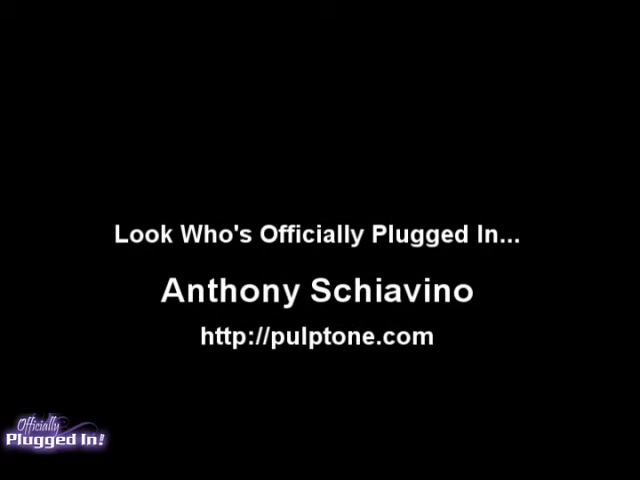 Look Who's Officially Plugged In...
Anthony Schiavino
http://pulptone.com
Officially
Plugged In!